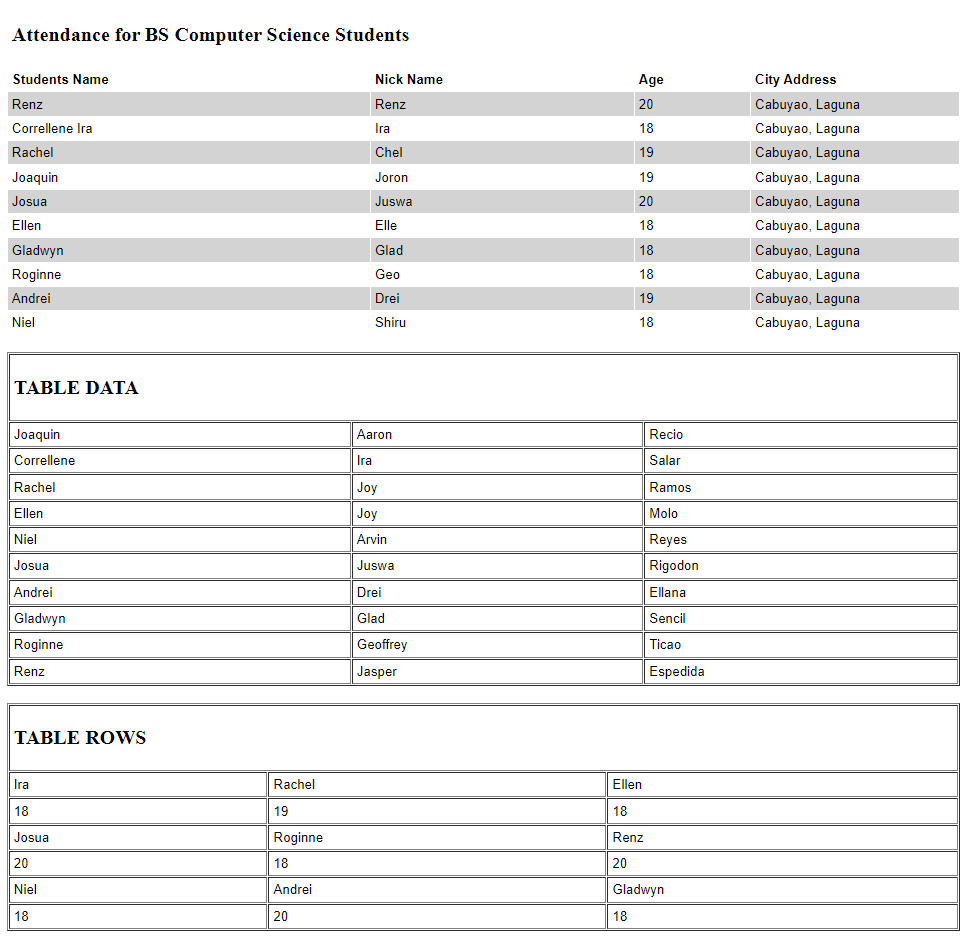 Attendance for BS Computer Science Students
Students Name Nick Name Age City Address
Renz Renz 20 Cabuyao, Laguna
Correllene Ira Ira 18 Cabuyao, Laguna
Rachel Chel 19 Cabuyao, Laguna
Joaquin Joron 19 Cabuyao, Laguna
Josua Juswa 20 Cabuyao, Laguna
Ellen Elle 18 Cabuyao, Laguna
Gladwyn Glad 18 Cabuyao, Laguna
Roginne Geo 18 Cabuyao, Laguna
Andrei Drei 19 Cabuyao, Laguna
Niel Shiru 18 Cabuyao, Laguna
TABLE DATA
Joaquin Aaron Recio
Correllene Ira Salar
Rachel Joy Ramos
Ellen Joy Molo
Niel Arvin Reyes
Josua Juswa Rigodon
Andrei Drei Ellana
Gladwyn Glad Sencil
Roginne Geoffrey Ticao
Renz Jasper Espedida
TABLE ROWS
Ira Rachel Ellen
18 19 18
Josua Roginne Renz
20 18 20
Niel Andrei Gladwyn
18 20 18